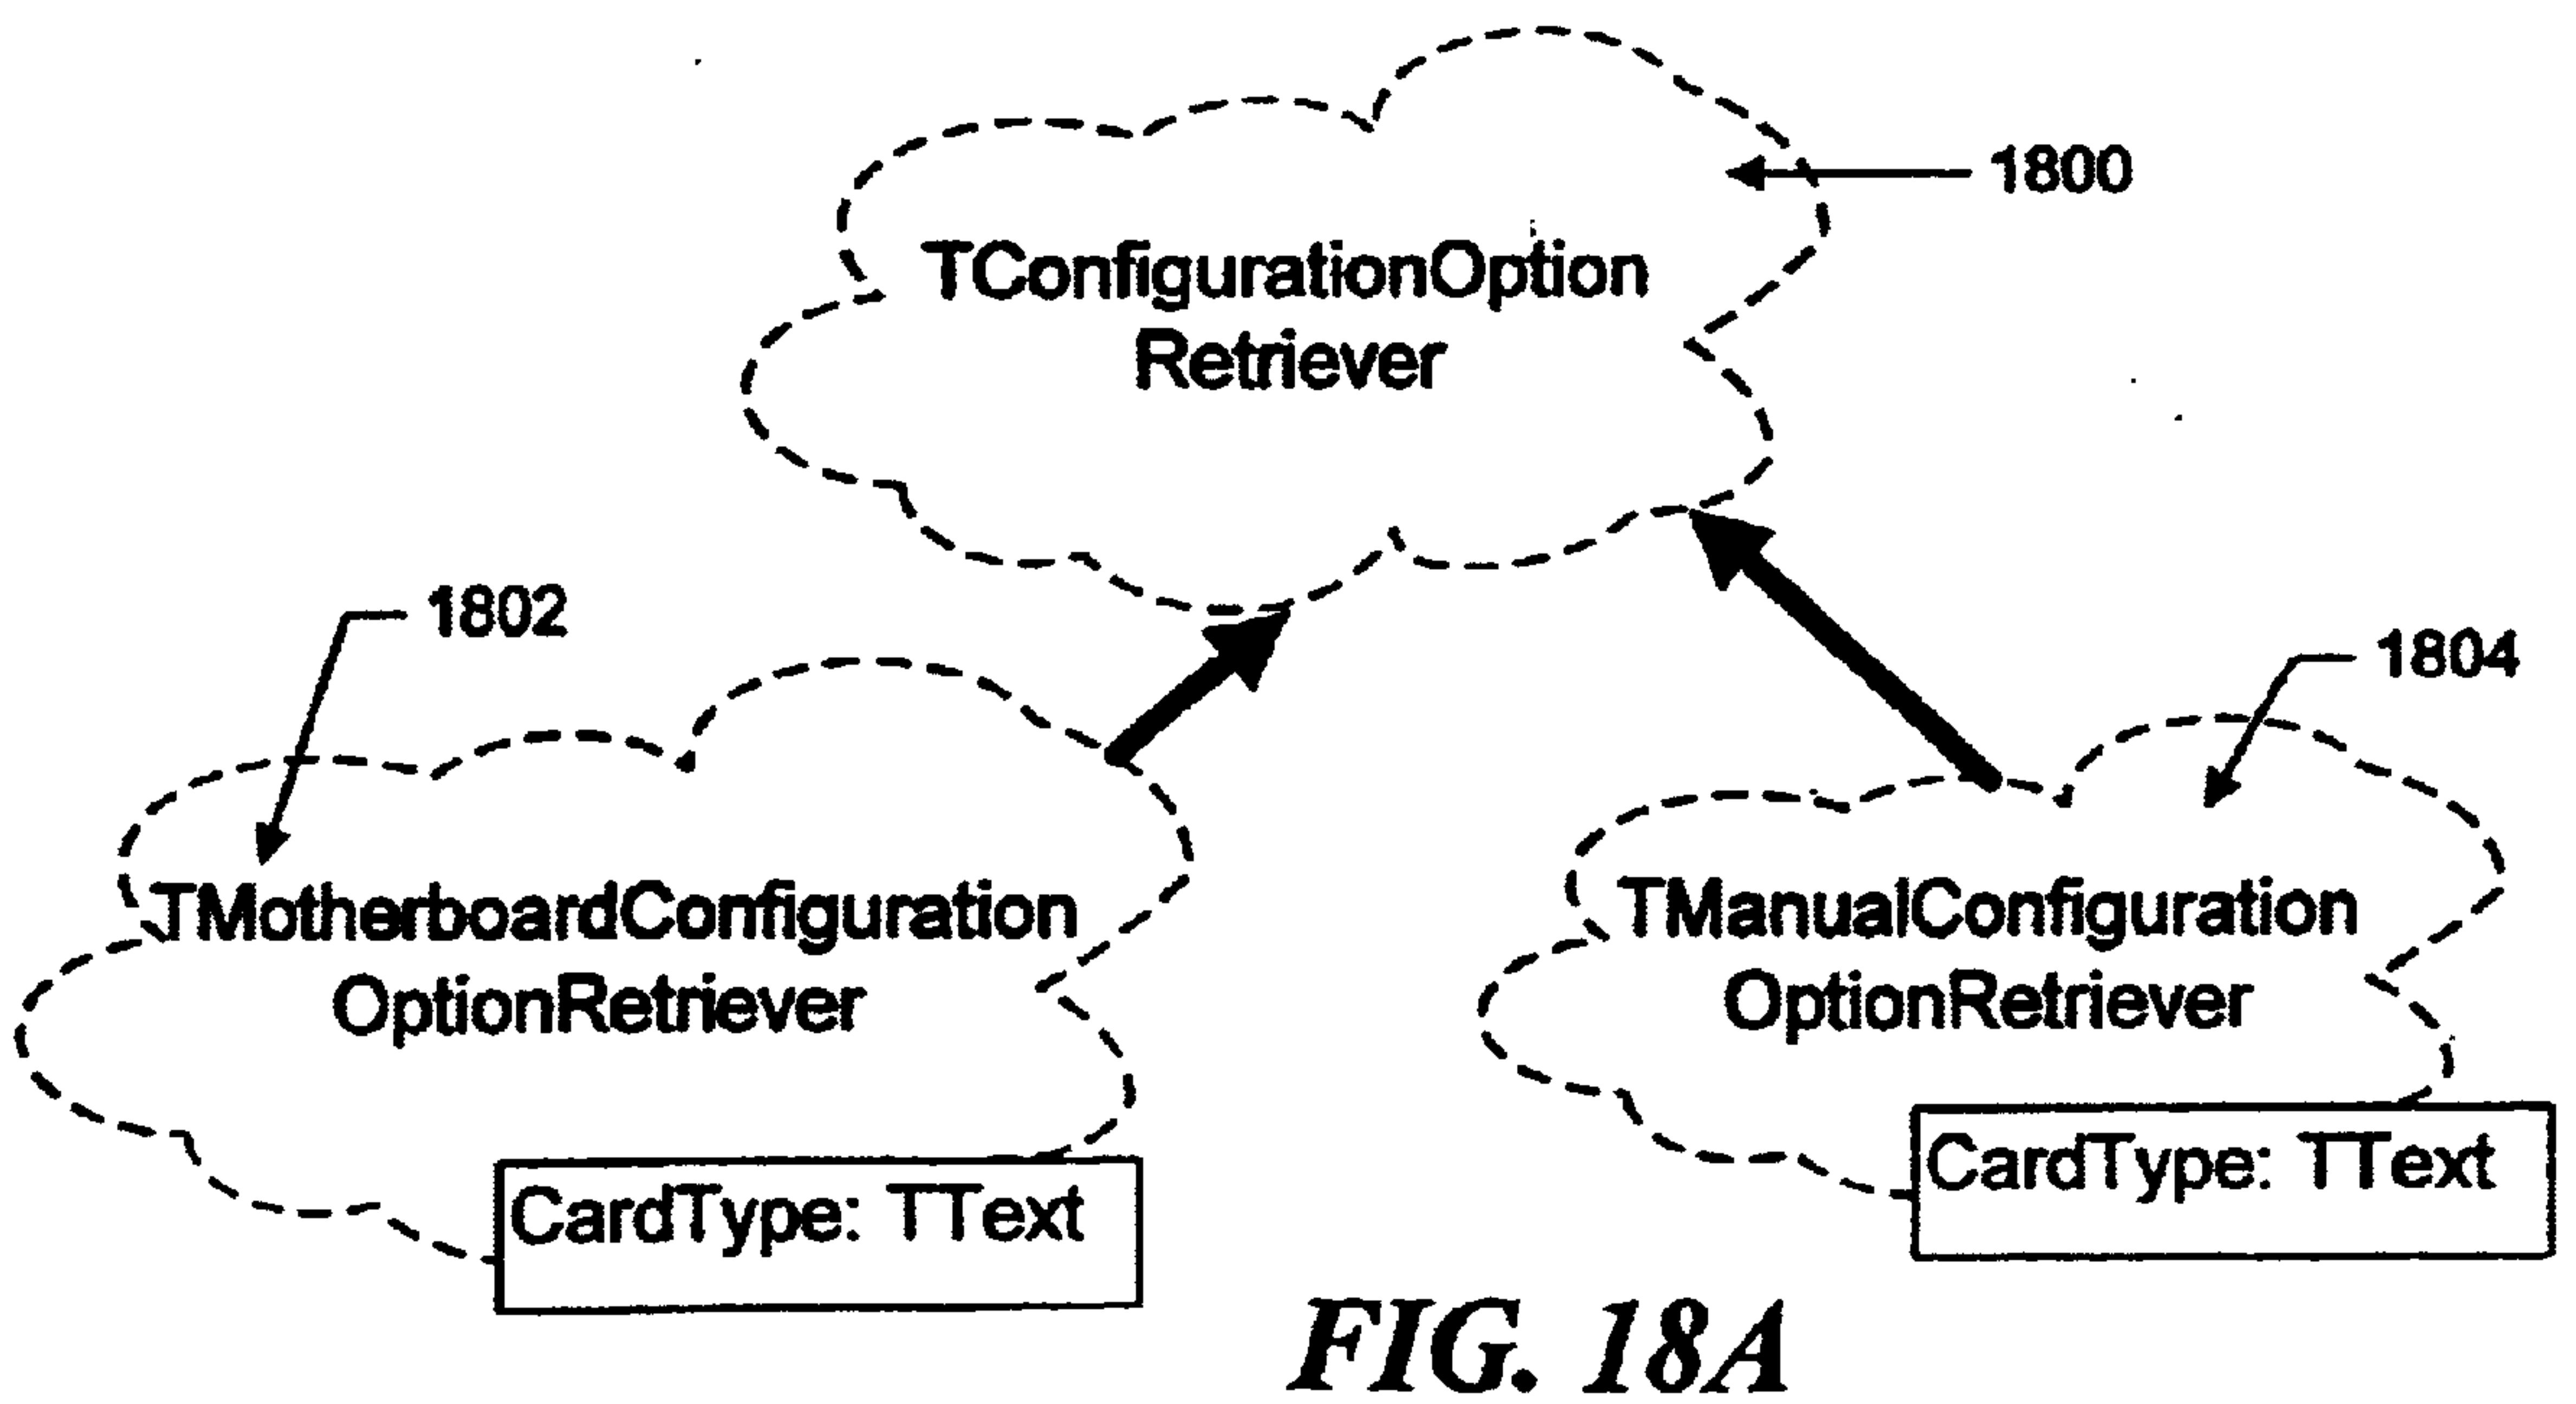 1800
TConfigurationOption
Retriever
1802
1804
TMotherboardConfiguration
OptionRetriever
TManualConfiguration
OptionRetriever
CardType: TText
CardType: TText
FIG. 18A